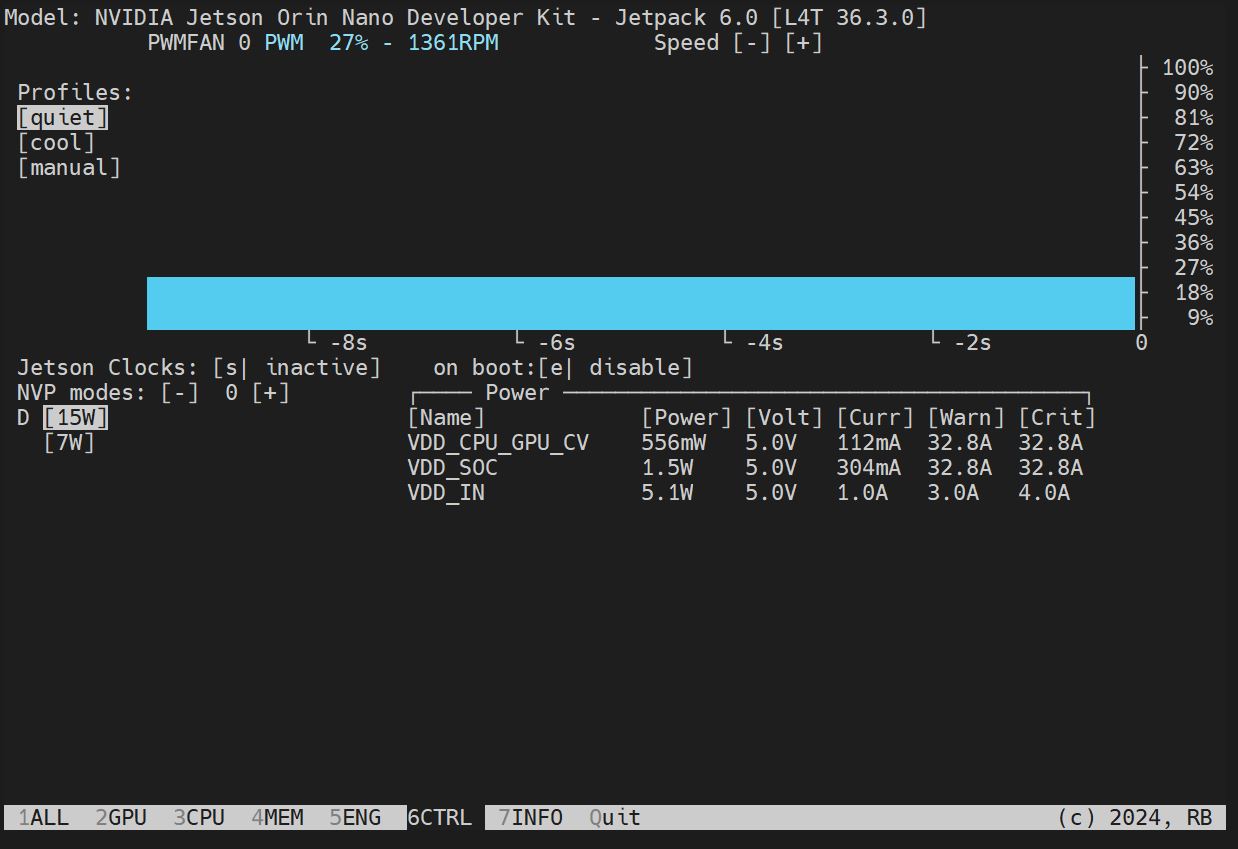 Model: NVIDIA Jetson Orin Nano Developer Kit - Jetpack 6.0 [L4T 36.3.0]
PWMFAN 0 PWM 27% - 1361RPM Speed [-] [+]
100%
Profiles: 90%
[quiet] 81%
[cool] 72%
[manual] 63%
54%
45%
36%
27%
18%
9%
-8s -6s -4s -2s 0
Jetson Clocks: [s| inactive] on boot:[e| disable]
NVP modes: [-] 0 [+] Power
D [15W] [Name] [Power] [Volt] [Curr] [Warn] [Crit]
[7W] VDD_CPU_GPU_CV 556mW 5.0V 112mA 32.8A 32.8A
VDD_SOC 1.5W 5.0V 304mA 32.8A 32.8A
VDD_IN 5.1W 5.0V 1.0A 3.0A 4.0A
1ALL 2GPU 3CPU 4MEM 5ENG 6CTRL 7INFO Quit (c) 2024, RB